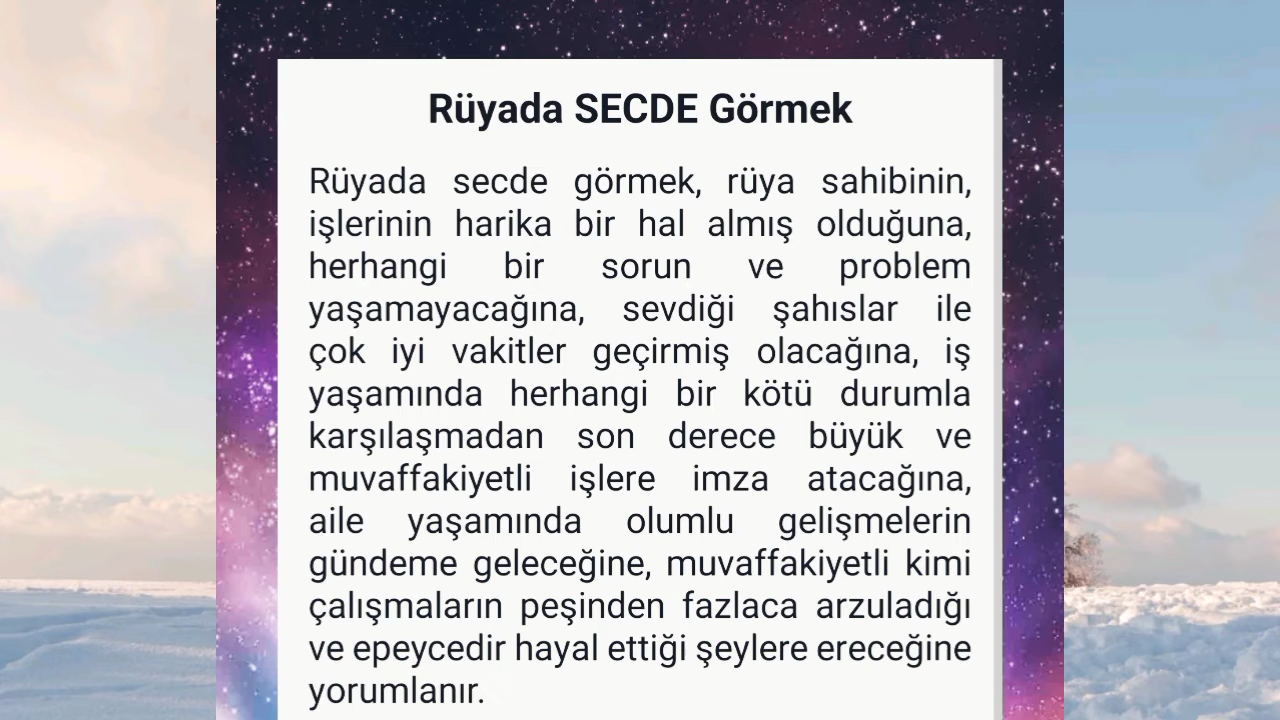 Rüyada SECDE Görmek
Rüyada secde görmek, rüya sahibinin,
işlerinin harika bir hal almış olduğuna,
herhangi bir sorun ve problem
yaşamayacağına, sevdiği şahıslar ile
çok iyi vakitler geçirmiş olacağına, iş
yaşamında herhangi bir kötü durumla
karşılaşmadan son derece büyük ve
muvaffakiyetli işlere imza atacağına,
aile yaşamında olumlu gelişmelerin
gündeme geleceğine, muvaffakiyetli kimi
çalışmaların peşinden fazlaca arzuladığı
ve epeycedir hayal ettiği şeylere ereceğine
yorumlanır.